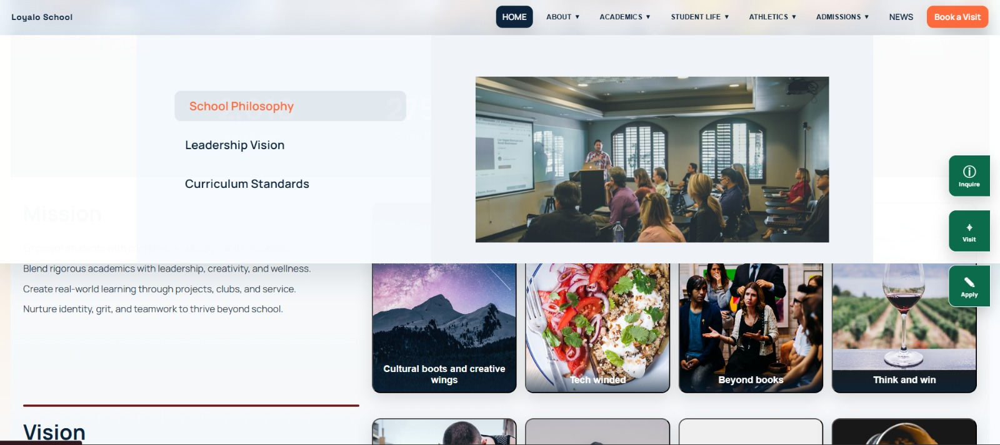 Loyalo School
HOME
ABOUT ▼
ACADEMICS ▼
STUDENT LIFE ▼
ATHLETICS ▼
ADMISSIONS ▼
NEWS
Book a Visit
School Philosophy
Leadership Vision
Curriculum Standards
Inquire
Visit
Apply
Mission
Blend rigorous academics with leadership, creativity, and wellness.
Create real-world learning through projects, clubs, and service.
Nurture identity, grit, and teamwork to thrive beyond school.
Cultural boots and creative
wings
Tech winded
Beyond books
Think and win
Vision